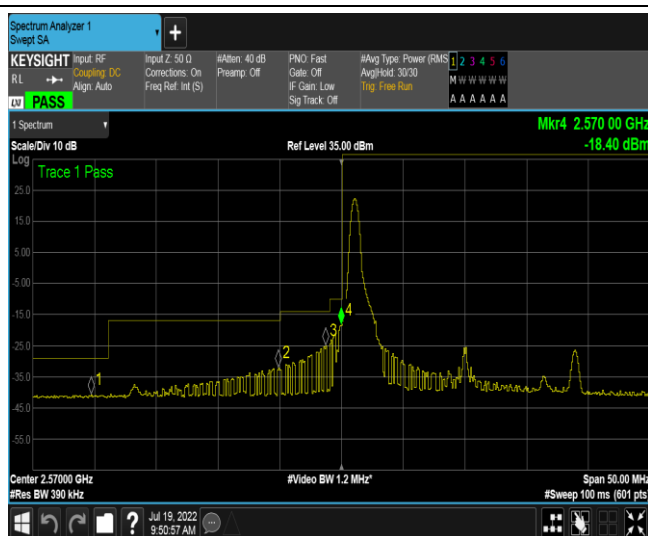 Spectrum Analyzer 1
Swept SA
+
KEYSIGHT
RL
LXI
PASS
Input: RF
Coupling: DC
Align: Auto
Input Z: 50 Ω
Corrections: On
Freq Ref: Int (S)
#Atten: 40 dB
Preamp: Off
PNO: Fast
Gate: Off
IF Gain: Low
Sig Track: Off
#Avg Type: Power (RMS
Avg|Hold: 30/30
Trig: Free Run
1 2 3 4 5 6
M W W W W W
A A A A A A
1 Spectrum
Mkr4 2.570 00 GHz
Scale/Div 10 dB
Ref Level 35.00 dBm
-18.40 dBm
Log
Trace 1 Pass
25.0
15.0
5.00
-5.00
-15.0
-25.0
-35.0
-45.0
-55.0
1
2
3
4
Center 2.57000 GHz
#Video BW 1.2 MHz*
Span 50.00 MHz
#Res BW 390 kHz
#Sweep 100 ms (601 pts)
?
Jul 19, 2022
9:50:57 AM